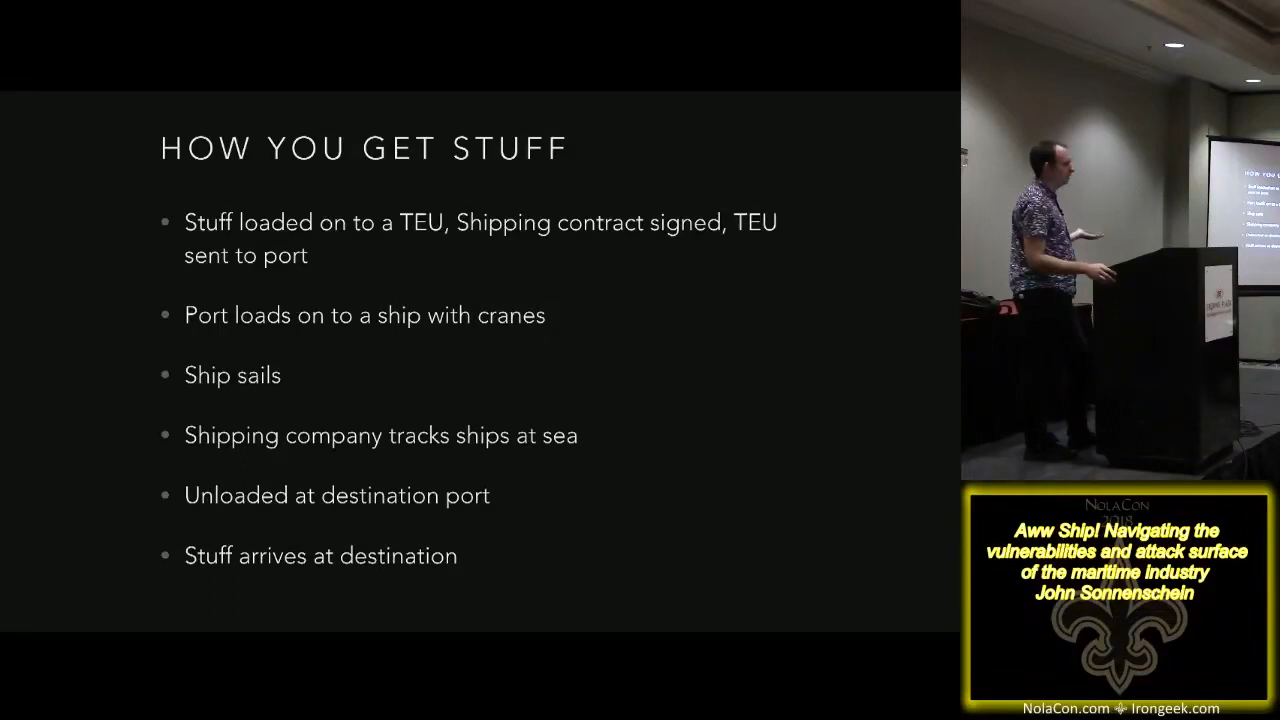 HOW YOU GET STUFF
Stuff loaded on to a TEU, Shipping contract signed, TEU
sent to port
Port loads on to a ship with cranes
Ship sails
Shipping company tracks ships at sea
Unloaded at destination port
Stuff arrives at destination
HOW YOU G
NOLACON
2018
Aww Ship! Navigating the
vulnerabilities and attack surface
of the maritime industry
John Sonnenschein
NolaCon.com ⚜ Irongeek.com